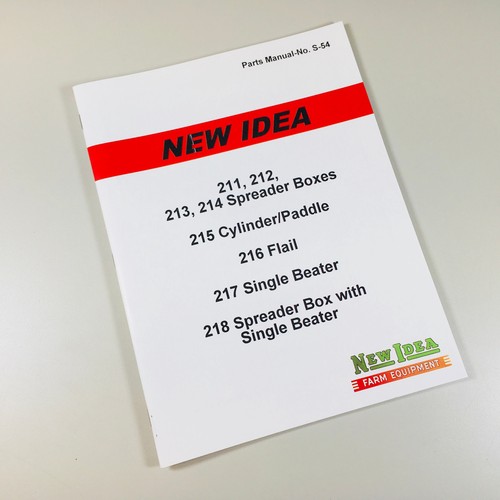 Parts Manual-No. S-54
NEW IDEA
211, 212,
213, 214 Spreader Boxes
215 Cylinder/Paddle
216 Flail
217 Single Beater
218 Spreader Box with
Single Beater
NEW IDEA
FARM EQUIPMENT